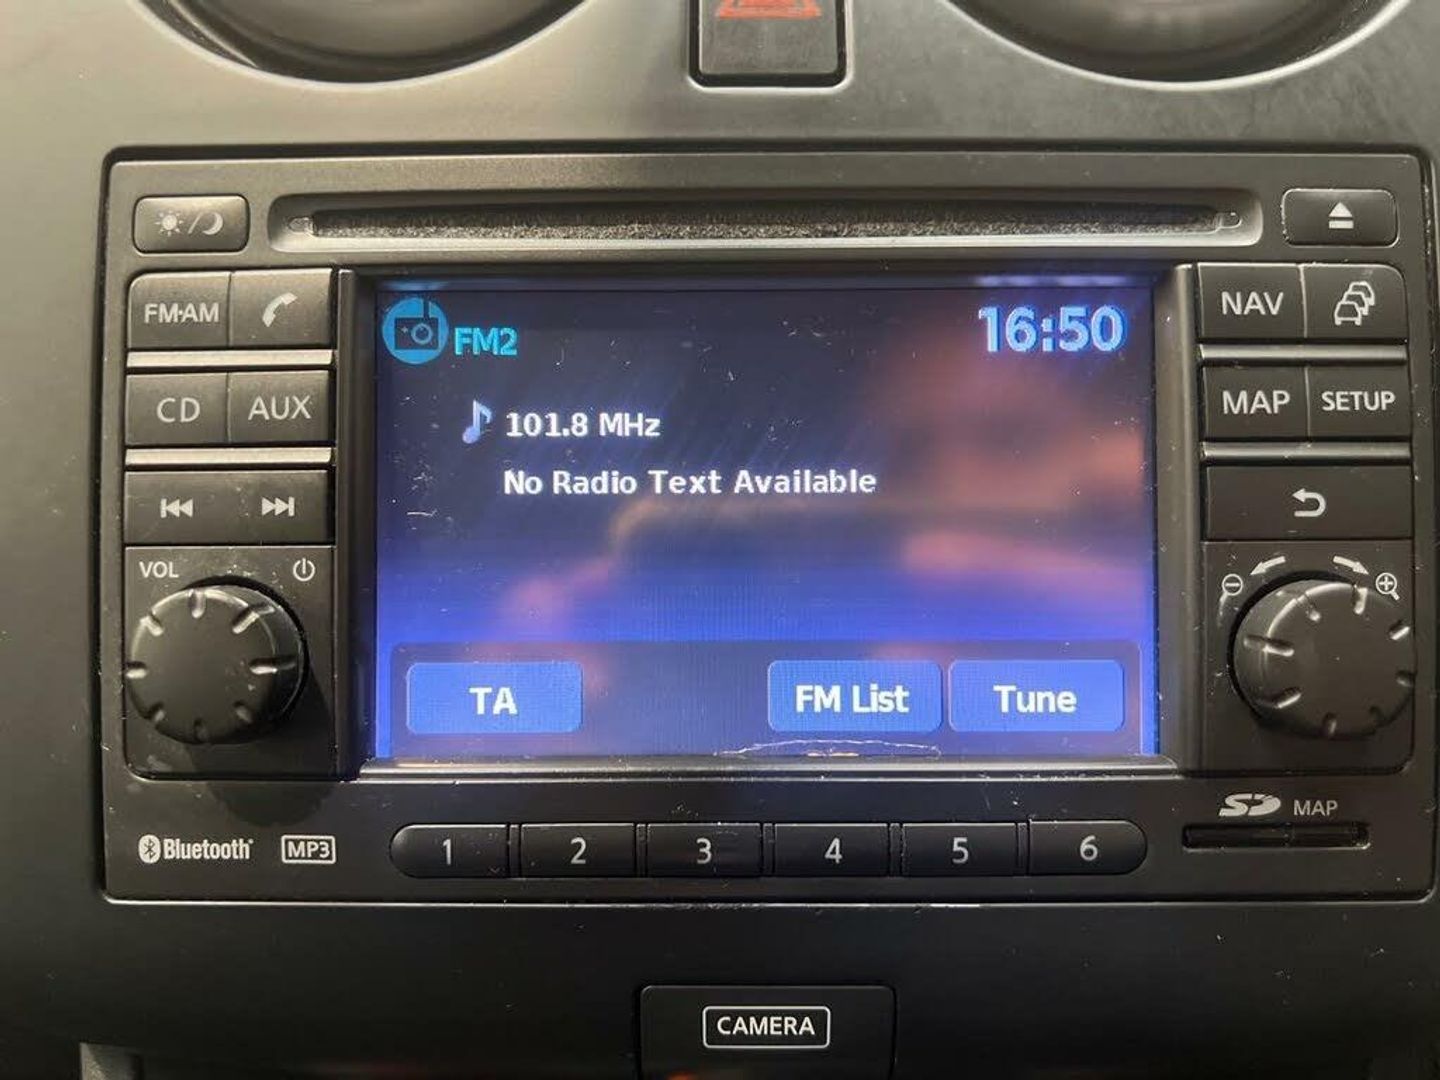 FM·AM
CD
AUX
VOL
FM2
16:50
101.8 MHz
No Radio Text Available
TA
FM List
Tune
NAV
MAP
SETUP
Bluetooth®
MP3
1
2
3
4
5
6
SD MAP
CAMERA